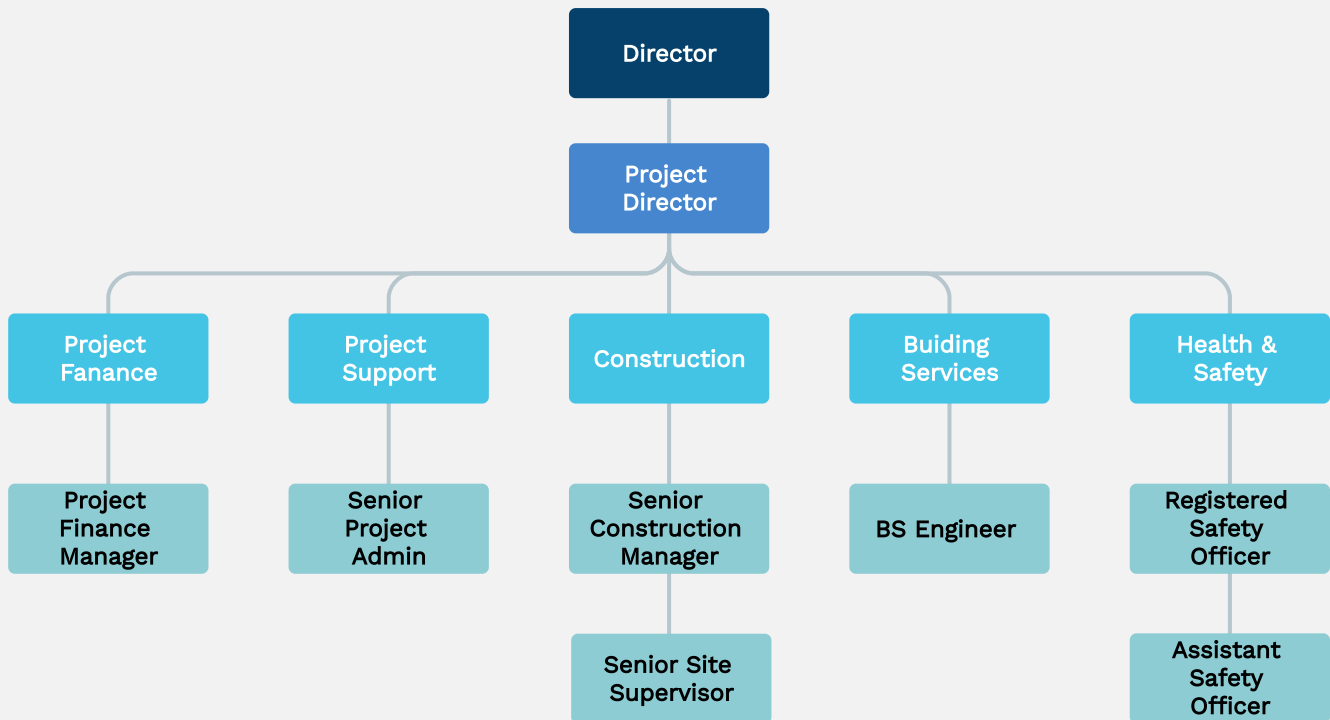 Director
Project
Director
Project
Fanance
Project
Support
Construction
Buiding
Services
Health &
Safety
Project
Finance
Manager
Senior
Project
Admin
Senior
Construction
Manager
BS Engineer
Registered
Safety
Officer
Senior Site
Supervisor
Assistant
Safety
Officer